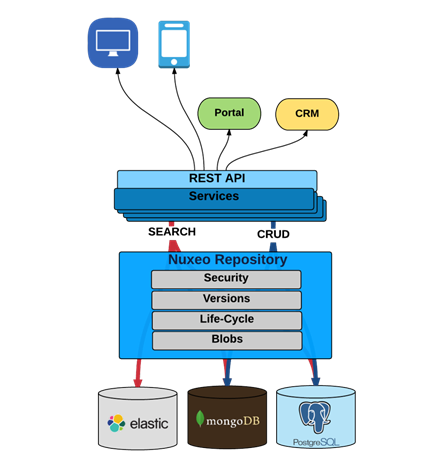 Portal
CRM
REST API
Services
SEARCH
CRUD
Nuxeo Repository
Security
Versions
Life-Cycle
Blobs
elastic
mongoDB
PostgreSQL